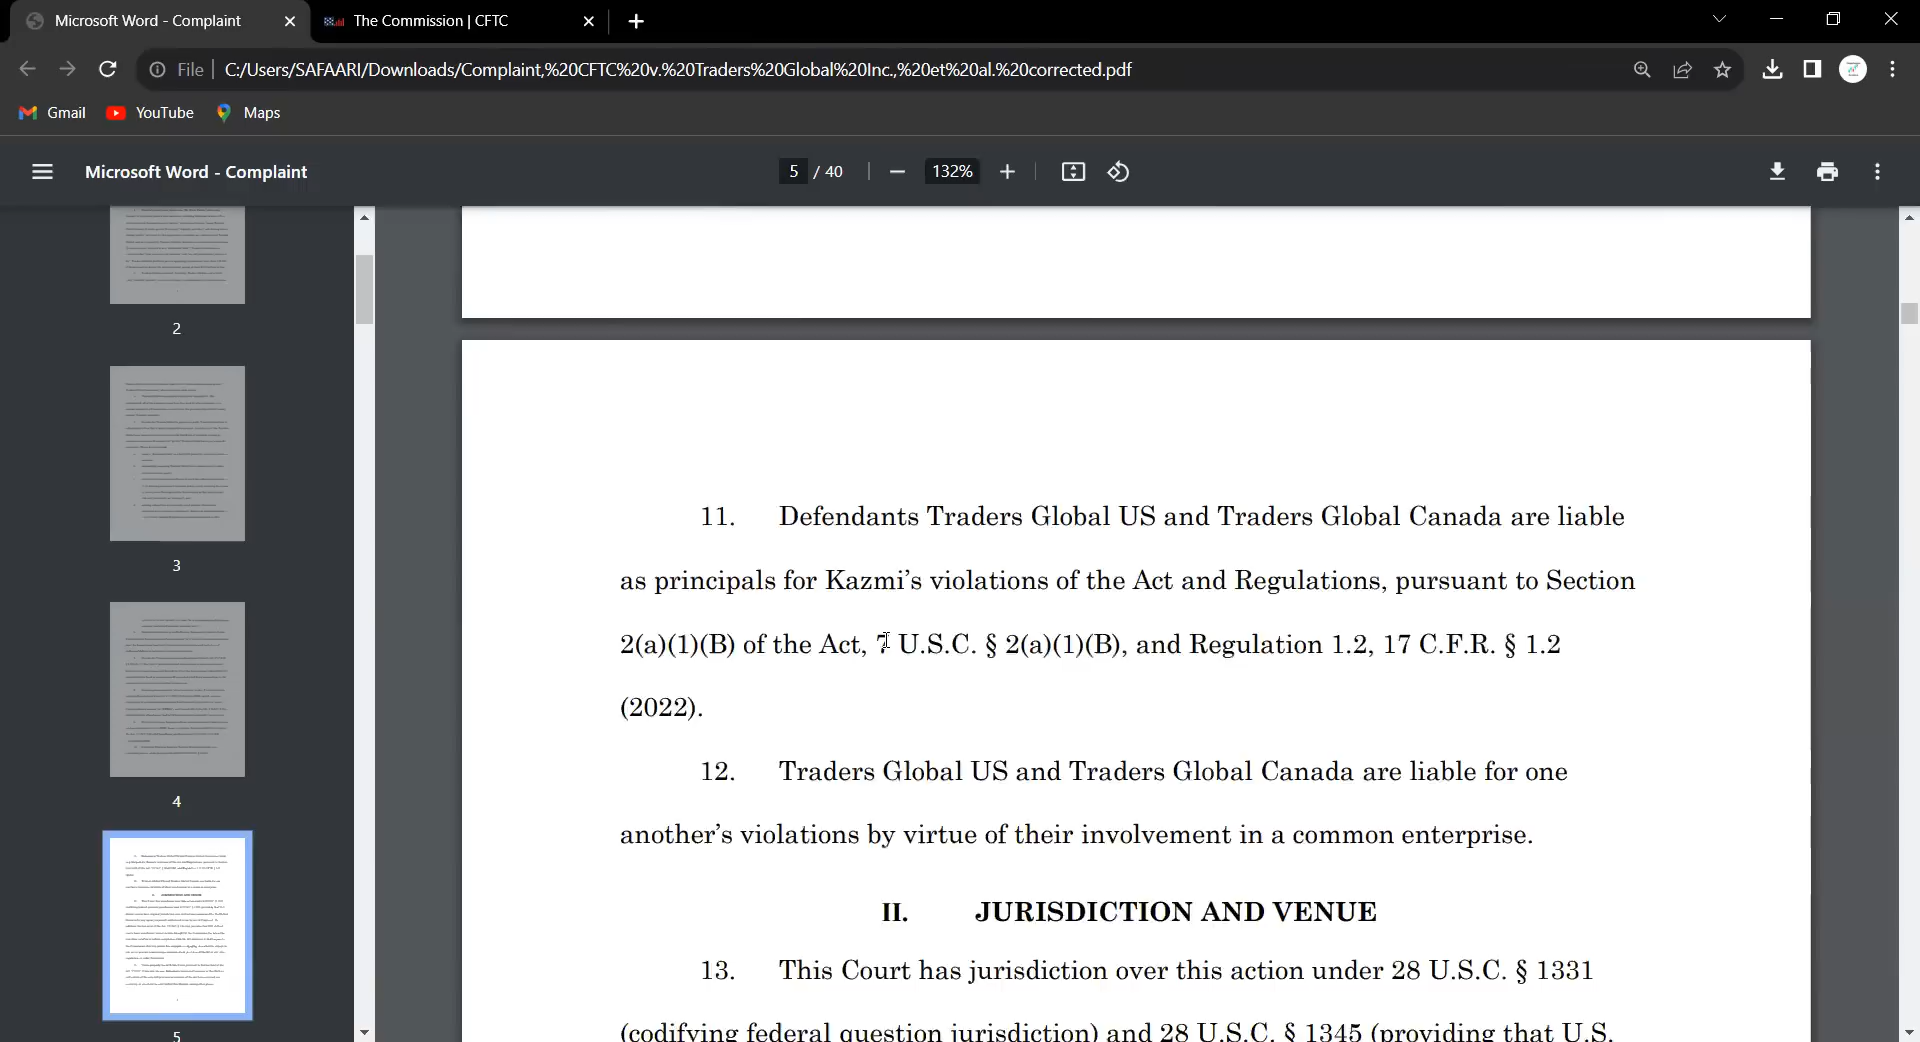 Microsoft Word - Complaint
The Commission | CFTC
File
C:/Users/SAFAARI/Downloads/Complaint,%20CFTC%20v.%20Traders%20Global%20Inc.,%20et%20al.%20corrected.pdf
Gmail
YouTube
Maps
Microsoft Word - Complaint
5 / 40
132%
2
3
4
5
11. Defendants Traders Global US and Traders Global Canada are liable
as principals for Kazmi’s violations of the Act and Regulations, pursuant to Section
2(a)(1)(B) of the Act, 7 U.S.C. § 2(a)(1)(B), and Regulation 1.2, 17 C.F.R. § 1.2
(2022).
12. Traders Global US and Traders Global Canada are liable for one
another’s violations by virtue of their involvement in a common enterprise.
II. JURISDICTION AND VENUE
13. This Court has jurisdiction over this action under 28 U.S.C. § 1331
(codifying federal question jurisdiction) and 28 U.S.C. § 1345 (providing that U.S.